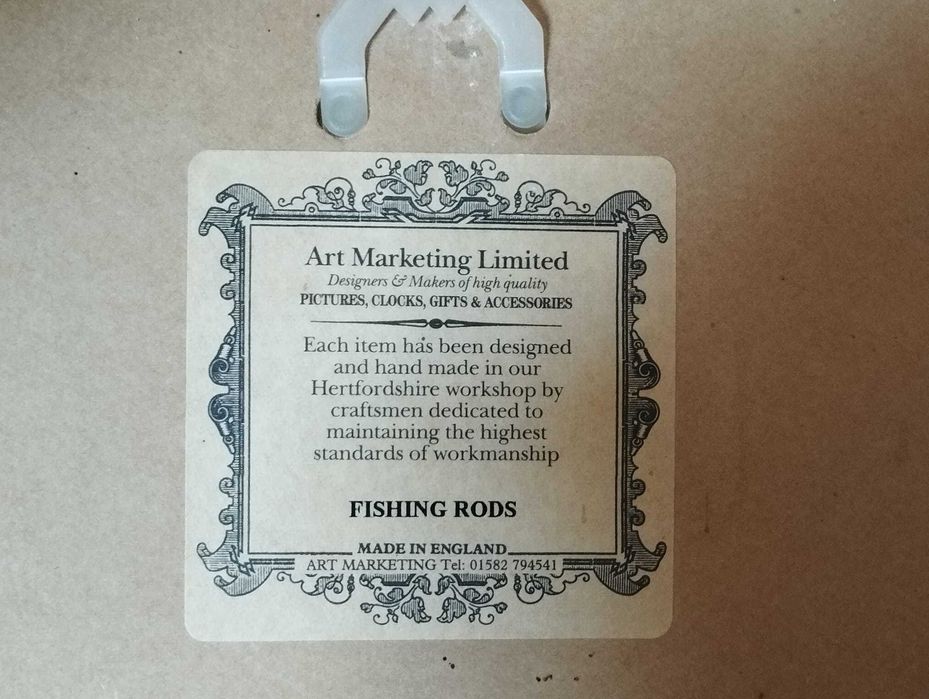 Art Marketing Limited
Designers & Makers of high quality
PICTURES, CLOCKS, GIFTS & ACCESSORIES
Each item has been designed
and hand made in our
Hertfordshire workshop by
craftsmen dedicated to
maintaining the highest
standards of workmanship
FISHING RODS
MADE IN ENGLAND
ART MARKETING Tel: 01582 794541